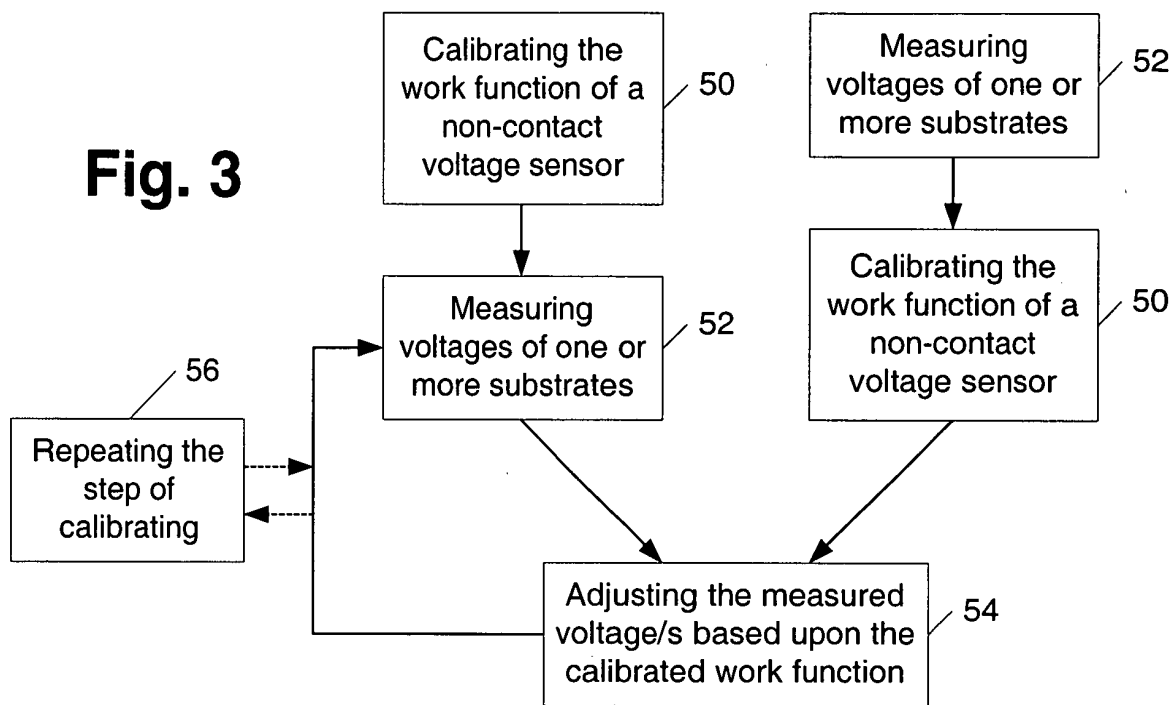 Fig. 3
Calibrating the
work function of a
non-contact
voltage sensor
50
Measuring
voltages of one or
more substrates
52
Measuring
voltages of one or
more substrates
52
Calibrating the
work function of a
non-contact
voltage sensor
50
56
Repeating the
step of
calibrating
Adjusting the measured
voltage/s based upon the
calibrated work function
54